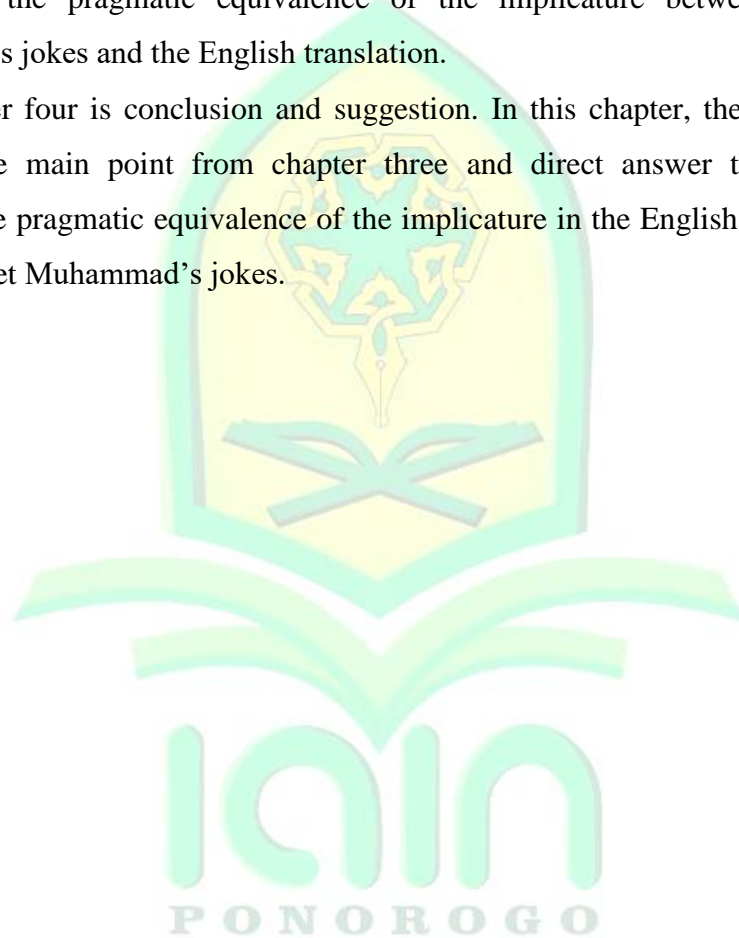 the pragmatic equivalence of the implicature betwe
s jokes and the English translation.
er four is conclusion and suggestion. In this chapter, the
e main point from chapter three and direct answer t
e pragmatic equivalence of the implicature in the English
et Muhammad’s jokes.
iain
PONOROGO